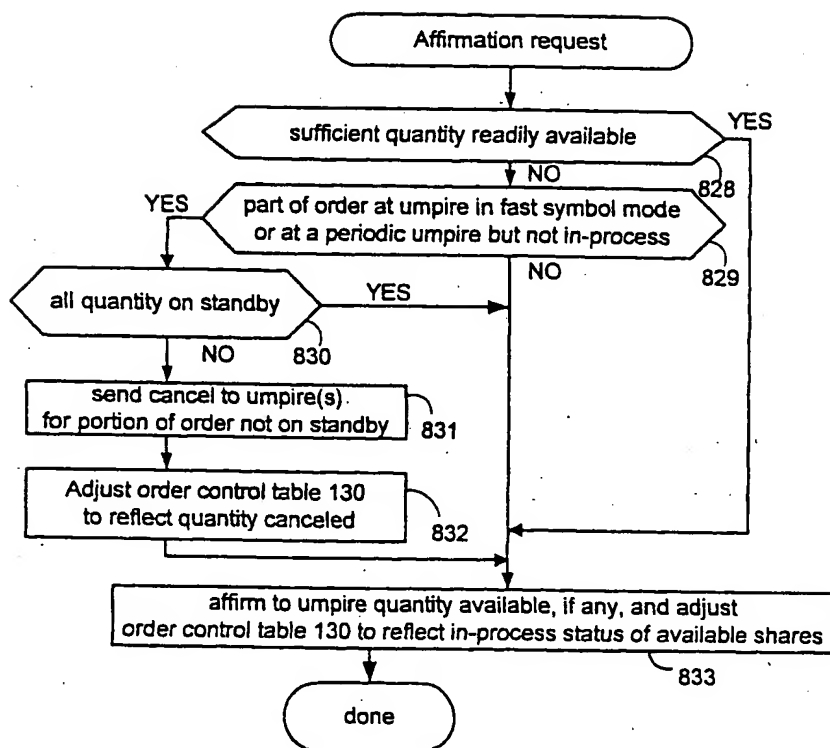 Affirmation request
sufficient quantity readily available
YES
NO
828
YES
part of order at umpire in fast symbol mode
or at a periodic umpire but not in-process
NO
829
all quantity on standby
YES
NO
830
send cancel to umpire(s)
for portion of order not on standby
831
Adjust order control table 130
to reflect quantity canceled
832
affirm to umpire quantity available, if any, and adjust
order control table 130 to reflect in-process status of available shares
833
done